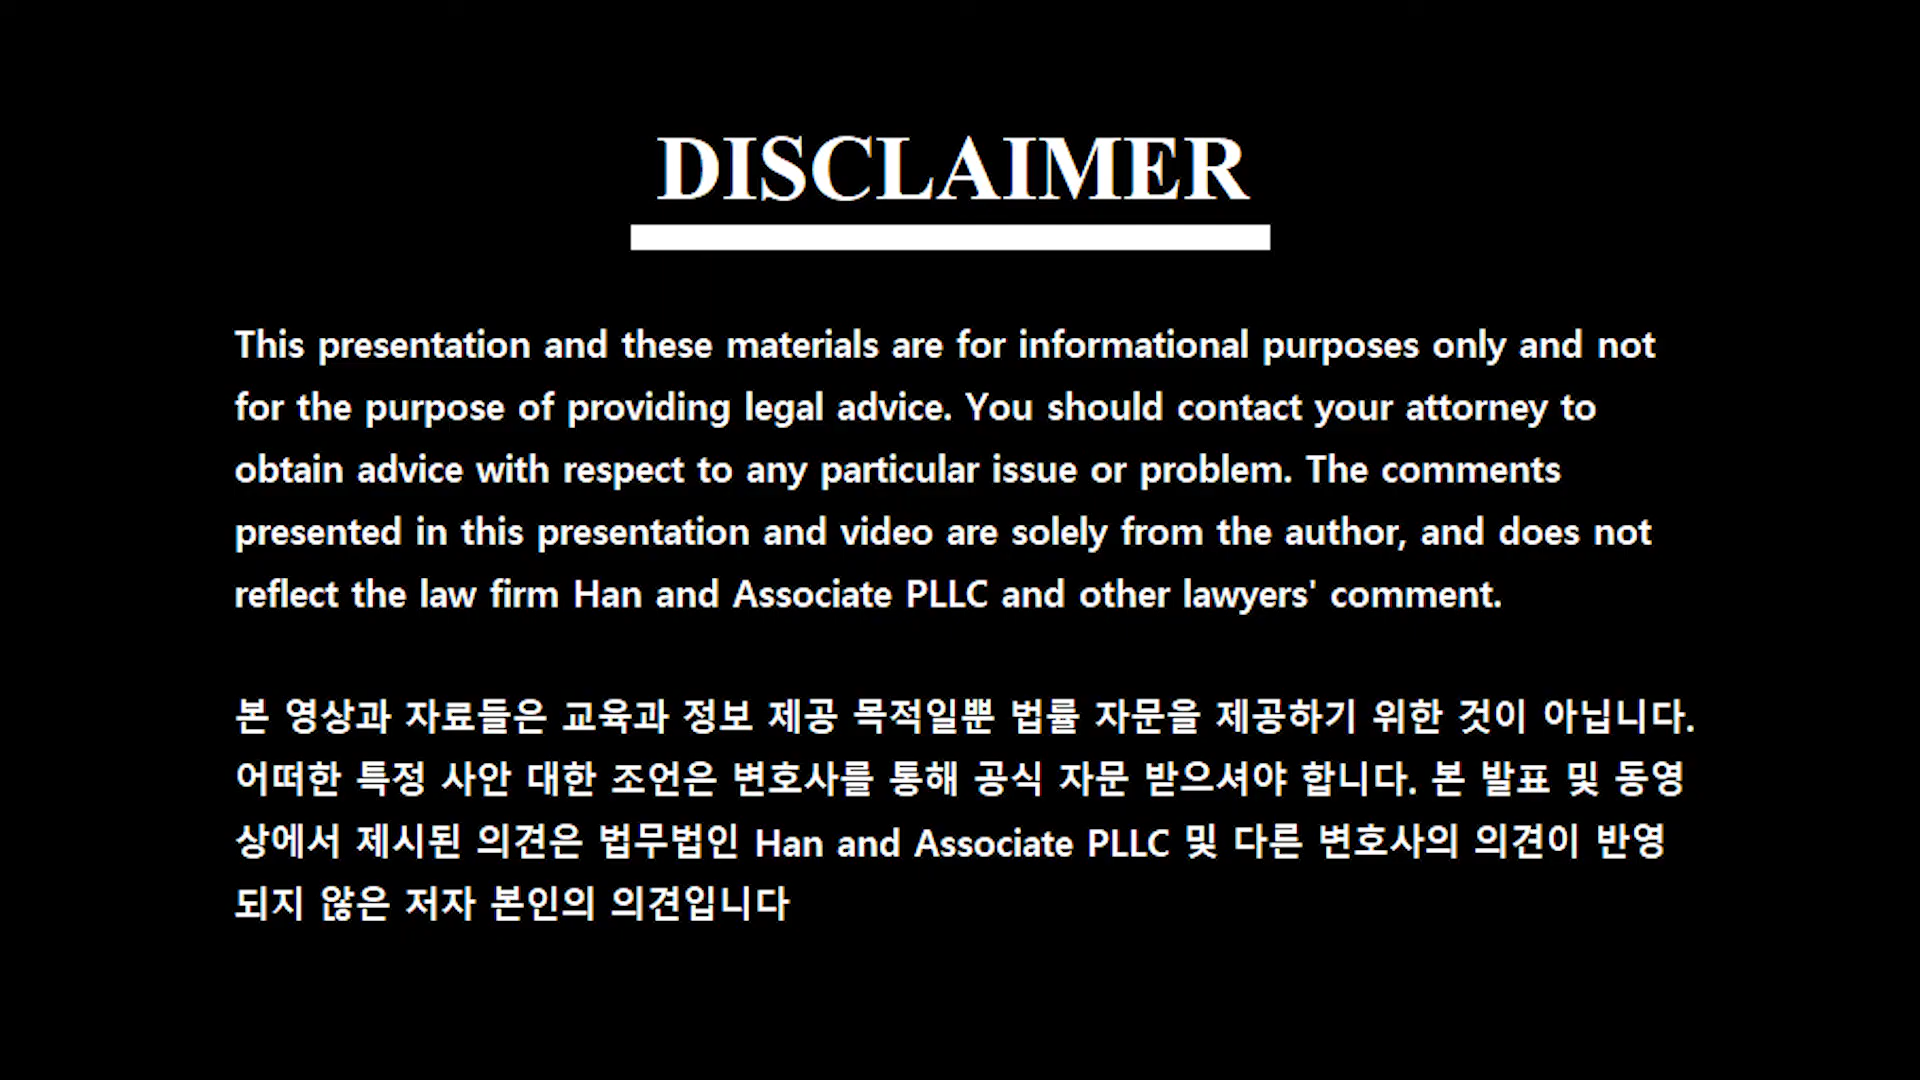 DISCLAIMER
This presentation and these materials are for informational purposes only and not
for the purpose of providing legal advice. You should contact your attorney to
obtain advice with respect to any particular issue or problem. The comments
presented in this presentation and video are solely from the author, and does not
reflect the law firm Han and Associate PLLC and other lawyers' comment.
본 영상과 자료들은 교육과 정보 제공 목적일뿐 법률 자문을 제공하기 위한 것이 아닙니다.
어떠한 특정 사안 대한 조언은 변호사를 통해 공식 자문 받으셔야 합니다. 본 발표 및 동영
상에서 제시된 의견은 법무법인 Han and Associate PLLC 및 다른 변호사의 의견이 반영
되지 않은 저자 본인의 의견입니다